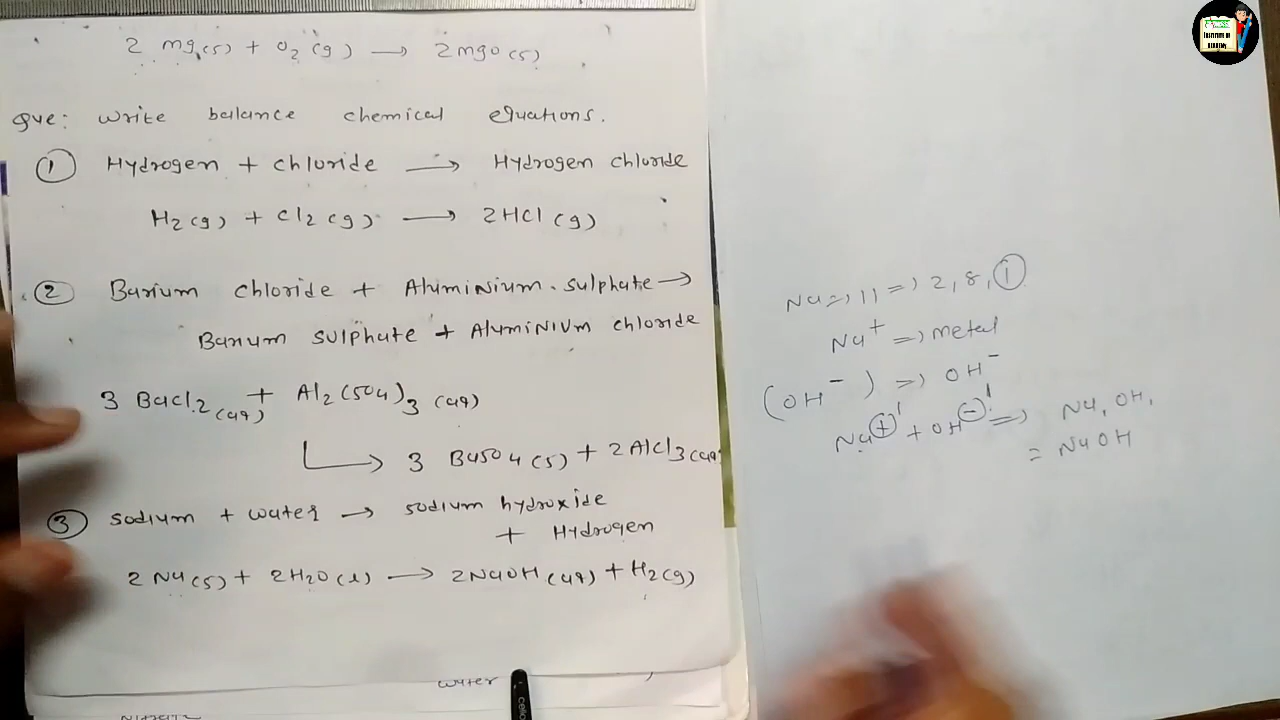 2 Mg(s) + O2(g) → 2MgO(s)
Que: Write balance chemical equations.
① Hydrogen + chloride → Hydrogen chloride
H2(g) + Cl2(g) → 2HCl(g)
② Barium chloride + Aluminium sulphate →
Barium sulphate + Aluminium chloride
3 BaCl2(aq) + Al2(SO4)3(aq)
→ 3 BaSO4(s) + 2AlCl3(aq
③ sodium + water → sodium hydroxide
+ Hydrogen
2 Na(s) + 2H2O(l) → 2NaOH(aq) + H2(g)
water
Na => 11 => 2, 8, ①
Na+ => metal
(OH-) => OH-
Na+1 + OH-1 => Na, OH,
= NaOH